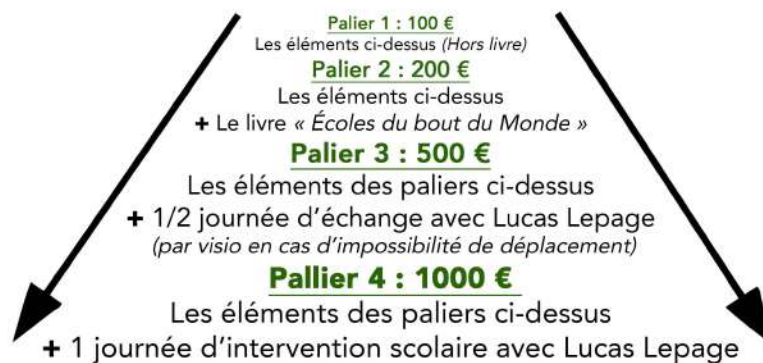 Palier 1 : 100 €
Les éléments ci-dessus (Hors livre)
Palier 2 : 200 €
Les éléments ci-dessus
+ Le livre « Écoles du bout du Monde »
Palier 3 : 500 €
Les éléments des paliers ci-dessus
+ 1/2 journée d’échange avec Lucas Lepage
(par visio en cas d’impossibilité de déplacement)
Pallier 4 : 1000 €
Les éléments des paliers ci-dessus
+ 1 journée d’intervention scolaire avec Lucas Lepage